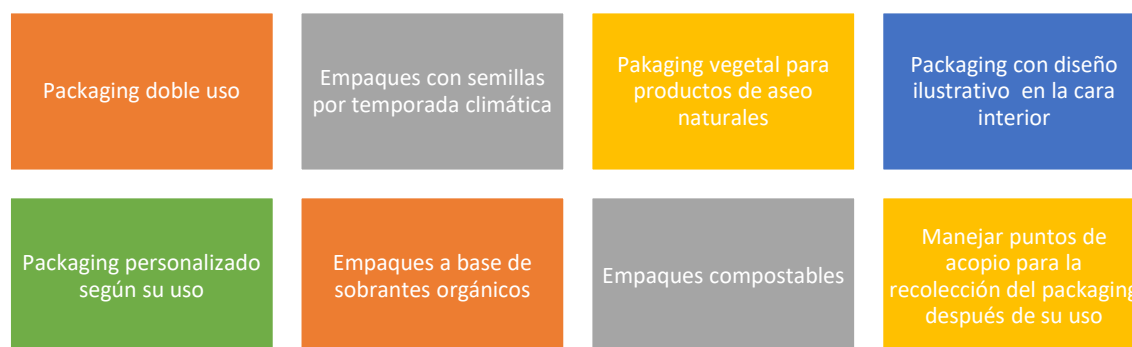 Packaging doble uso
Empaques con semillas
por temporada climática
Pakaging vegetal para
productos de aseo
naturales
Packaging con diseño
ilustrativo en la cara
interior
Packaging personalizado
según su uso
Empaques a base de
sobrantes orgánicos
Empaques compostables
Manejar puntos de
acopio para la
recolección del packaging
después de su uso